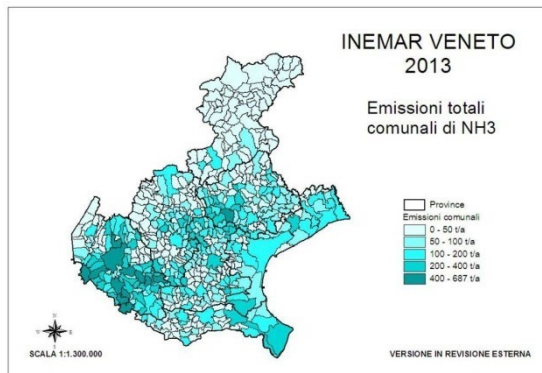 INEMAR VENETO
2013
Emissioni totali
comunali di NH3
Province
Emissioni comunali
0 - 50 t/a
50 - 100 t/a
100 - 200 t/a
200 - 400 t/a
400 - 687 t/a
SCALA 1:1.300.000
VERSIONE IN REVISIONE ESTERNA